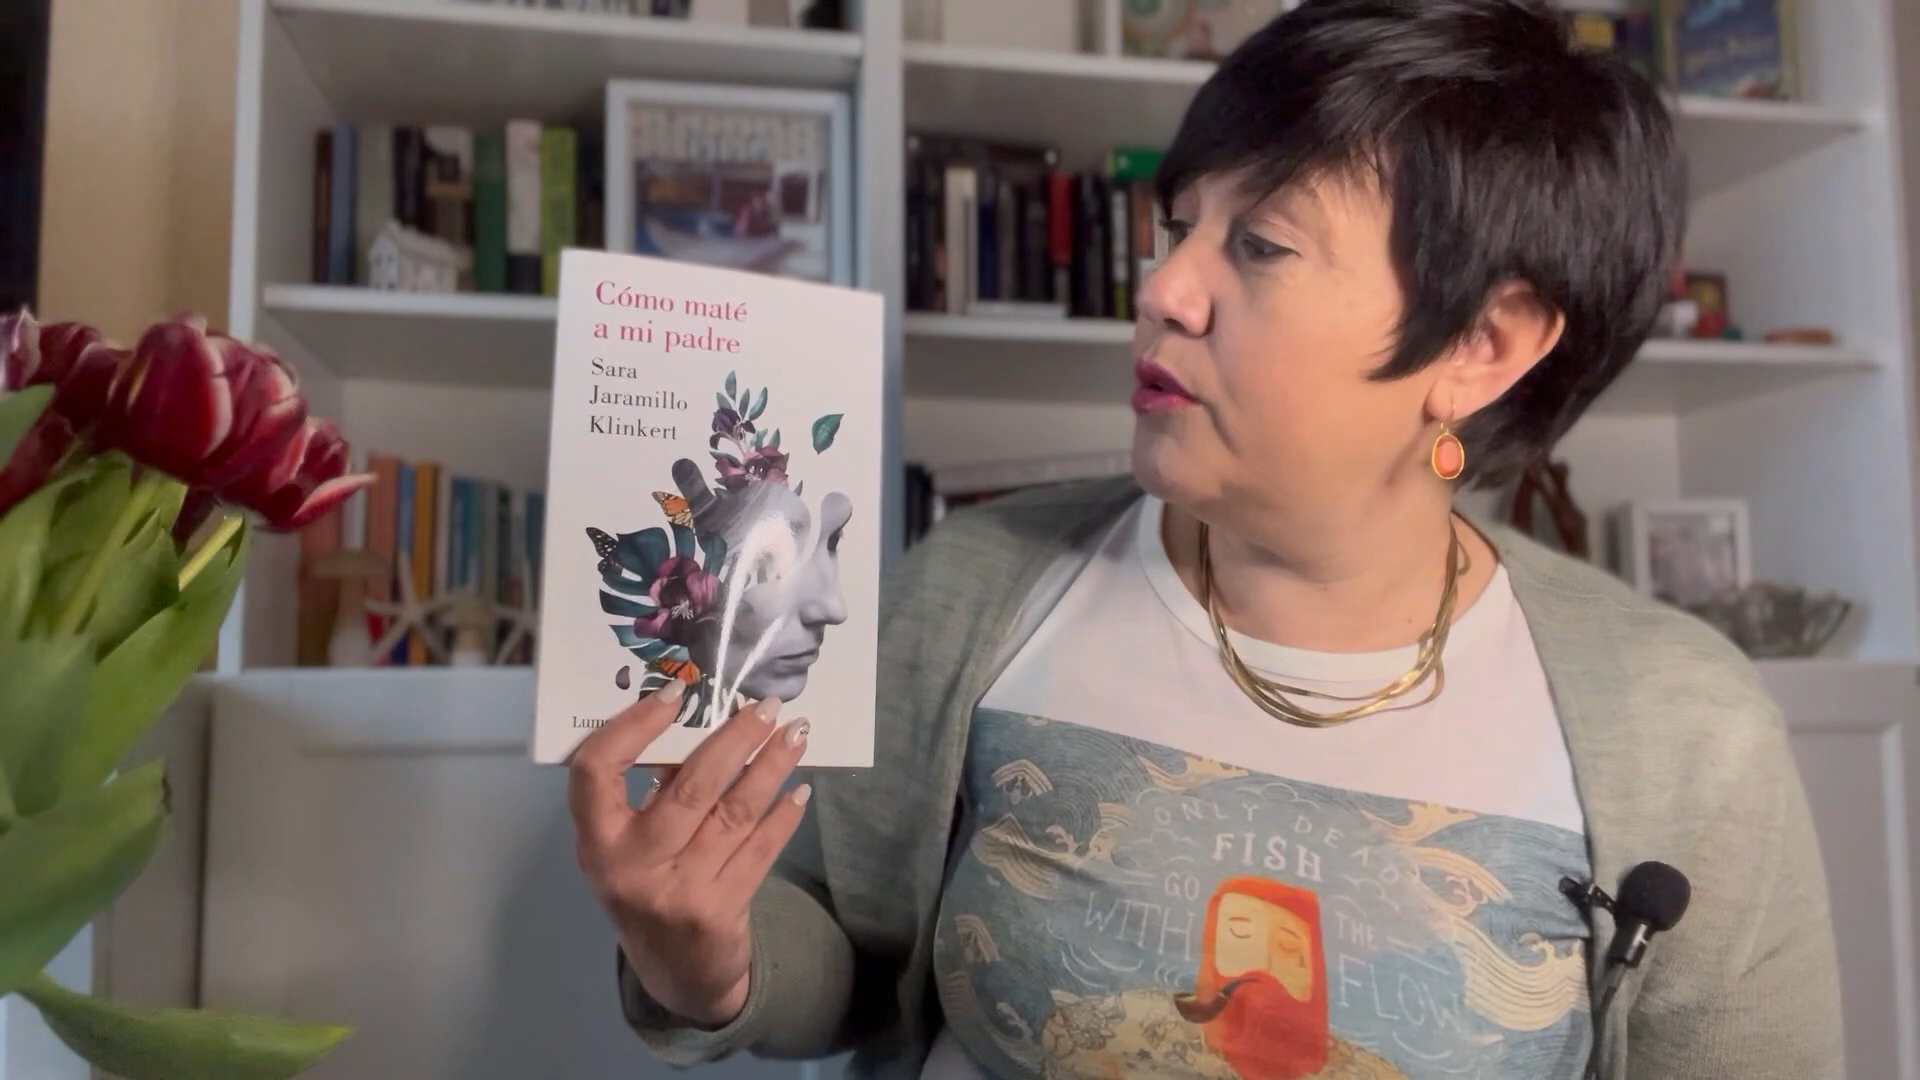 Cómo maté
a mi padre
Sara
Jaramillo
Klinkert
ONLY DEAD
FISH
GO
WITH
THE
FLOW